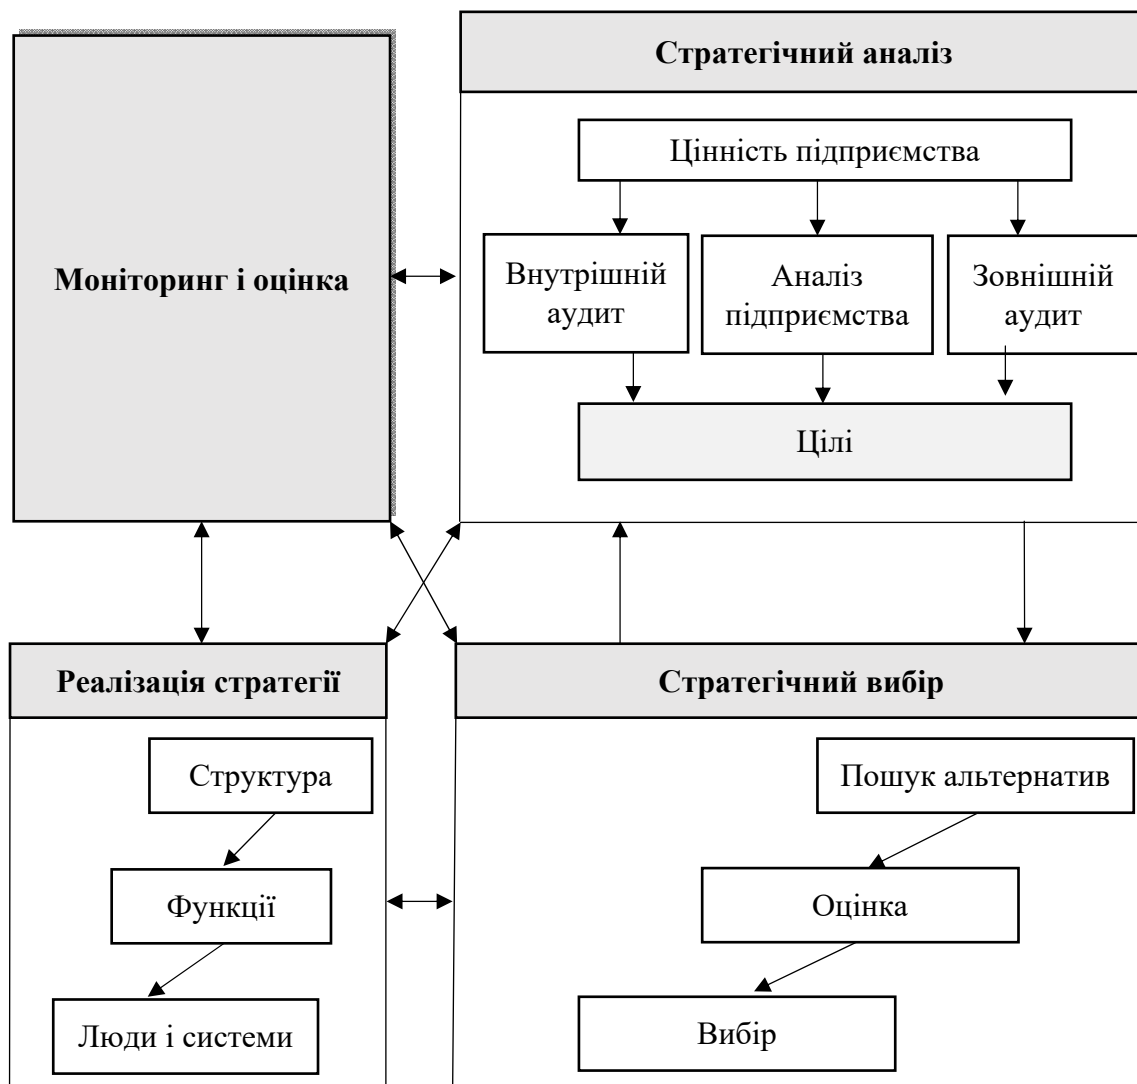 Стратегічний аналіз
Цінність підприємства
Моніторинг і оцінка
Внутрішній
аудит
Аналіз
підприємства
Зовнішній
аудит
Цілі
Реалізація стратегії
Структура
Функції
Люди і системи
Стратегічний вибір
Пошук альтернатив
Оцінка
Вибір